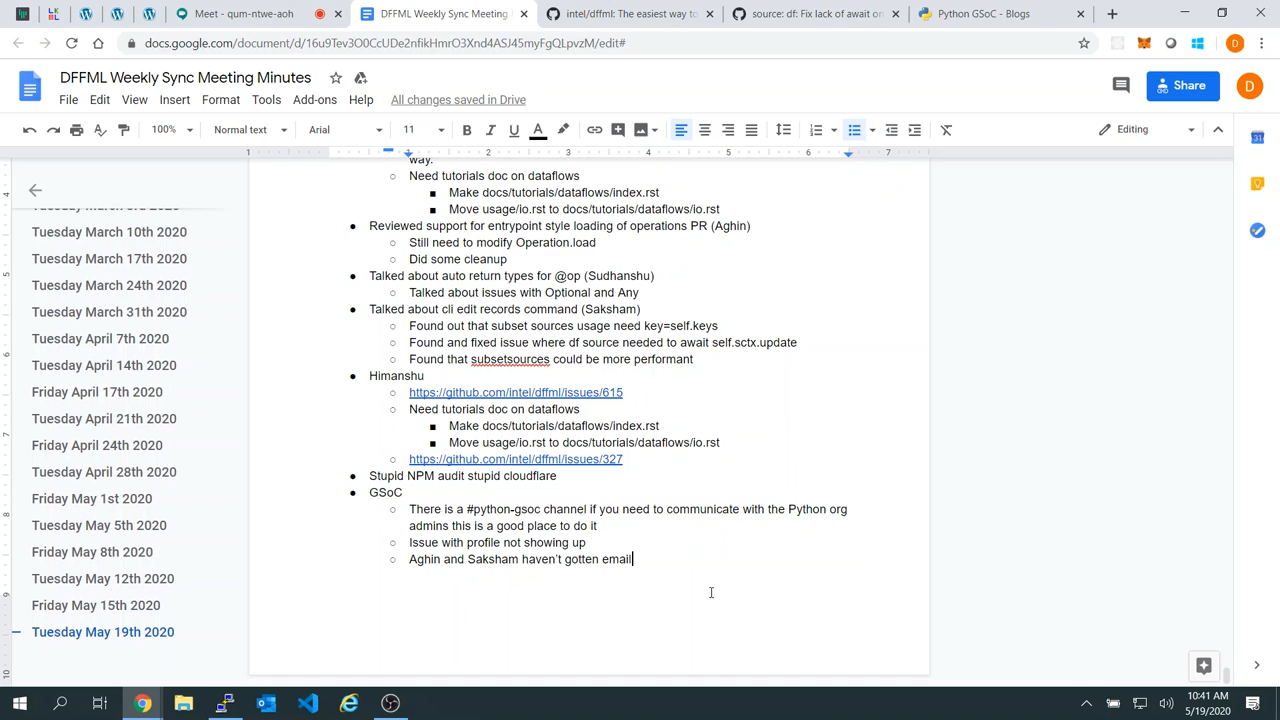 Meet - qum-ntwe-aoh
DFFML Weekly Sync Meeting
intel/dffml: The easiest way to
source: df: Fix lack of await on
Python GSoC - Blogs
docs.google.com/document/d/16u9Tev3O0CcUDe2nfikHmrO3Xnd4ASJ45myFgQLpvzM/edit#
D
DFFML Weekly Sync Meeting Minutes
Share
D
File Edit View Insert Format Tools Add-ons Help All changes saved in Drive
100% Normal text Arial 11 B I U A Editing
1 1 2 3 4 5 6 7
way.
Need tutorials doc on dataflows
Make docs/tutorials/dataflows/index.rst
Move usage/io.rst to docs/tutorials/dataflows/io.rst
Reviewed support for entrypoint style loading of operations PR (Aghin)
Still need to modify Operation.load
Did some cleanup
Talked about auto return types for @op (Sudhanshu)
Talked about issues with Optional and Any
Talked about cli edit records command (Saksham)
Found out that subset sources usage need key=self.keys
Found and fixed issue where df source needed to await self.sctx.update
Found that subsetsources could be more performant
Himanshu
https://github.com/intel/dffml/issues/615
Need tutorials doc on dataflows
Make docs/tutorials/dataflows/index.rst
Move usage/io.rst to docs/tutorials/dataflows/io.rst
https://github.com/intel/dffml/issues/327
Stupid NPM audit stupid cloudflare
GSoC
There is a #python-gsoc channel if you need to communicate with the Python org
admins this is a good place to do it
Issue with profile not showing up
Aghin and Saksham haven't gotten email
Tuesday March 3rd 2020
Tuesday March 10th 2020
Tuesday March 17th 2020
Tuesday March 24th 2020
Tuesday March 31th 2020
Tuesday April 7th 2020
Tuesday April 14th 2020
Friday April 17th 2020
Tuesday April 21th 2020
Friday April 24th 2020
Tuesday April 28th 2020
Friday May 1st 2020
Tuesday May 5th 2020
Friday May 8th 2020
Tuesday May 12th 2020
Friday May 15th 2020
Tuesday May 19th 2020
10:41 AM
5/19/2020